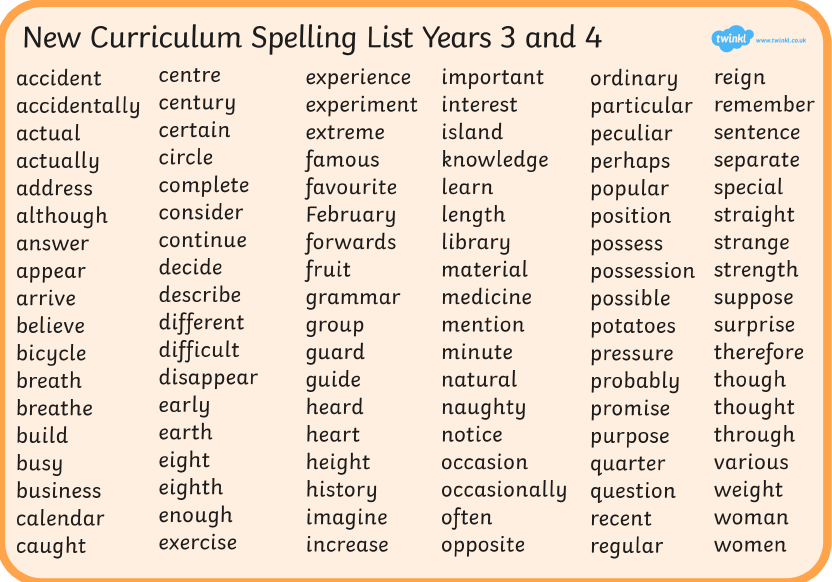 New Curriculum Spelling List Years 3 and 4
twinkl www.twinkl.co.uk
accident
accidentally
actual
actually
address
although
answer
appear
arrive
believe
bicycle
breath
breathe
build
busy
business
calendar
caught
centre
century
certain
circle
complete
consider
continue
decide
describe
different
difficult
disappear
early
earth
eight
eighth
enough
exercise
experience
experiment
extreme
famous
favourite
February
forwards
fruit
grammar
group
guard
guide
heard
heart
height
history
imagine
increase
important
interest
island
knowledge
learn
length
library
material
medicine
mention
minute
natural
naughty
notice
occasion
occasionally
often
opposite
ordinary
particular
peculiar
perhaps
popular
position
possess
possession
possible
potatoes
pressure
probably
promise
purpose
quarter
question
recent
regular
reign
remember
sentence
separate
special
straight
strange
strength
suppose
surprise
therefore
though
thought
through
various
weight
woman
women